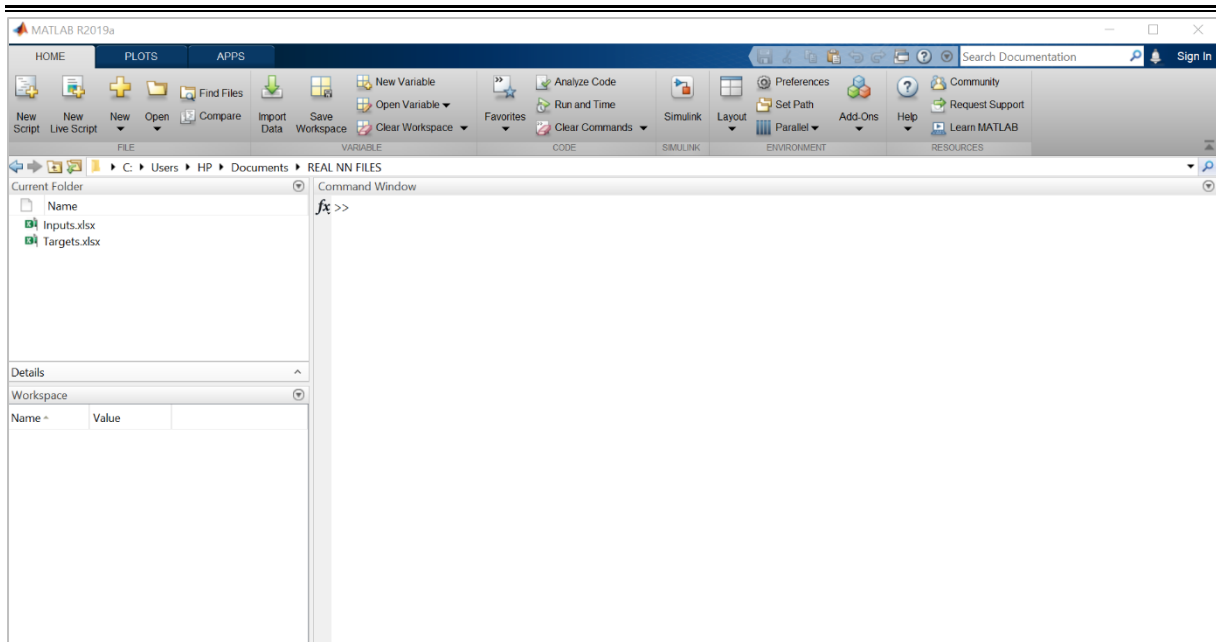 MATLAB R2019a
HOME PLOTS APPS Search Documentation Sign In
New Script
New Live Script
New
Open
Find Files
Compare
Import Data
Save Workspace
New Variable
Open Variable
Clear Workspace
Favorites
Analyze Code
Run and Time
Clear Commands
Simulink
Layout
Preferences
Set Path
Parallel
Add-Ons
Help
Community
Request Support
Learn MATLAB
FILE VARIABLE CODE SIMULINK ENVIRONMENT RESOURCES
C: Users HP Documents REAL NN FILES
Current Folder
Name
Inputs.xlsx
Targets.xlsx
Details
Workspace
Name Value
Command Window
fx >>